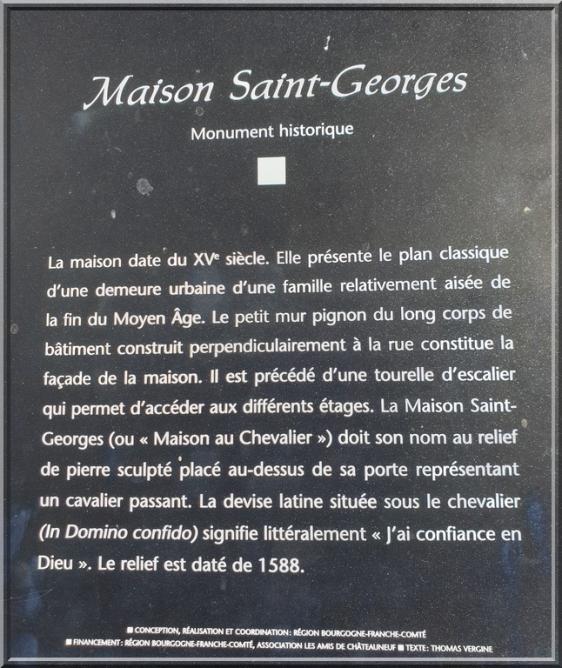 Maison Saint-Georges
Monument historique
La maison date du XVe siècle. Elle présente le plan classique
d'une demeure urbaine d'une famille relativement aisée de
la fin du Moyen Âge. Le petit mur pignon du long corps de
bâtiment construit perpendiculairement à la rue constitue la
façade de la maison. Il est précédé d'une tourelle d'escalier
qui permet d'accéder aux différents étages. La Maison Saint-
Georges (ou « Maison au Chevalier ») doit son nom au relief
de pierre sculpté placé au-dessus de sa porte représentant
un cavalier passant. La devise latine située sous le chevalier
(In Domino confido) signifie littéralement « J'ai confiance en
Dieu ». Le relief est daté de 1588.
■ CONCEPTION, RÉALISATION ET COORDINATION : RÉGION BOURGOGNE-FRANCHE-COMTÉ
■ FINANCEMENT : RÉGION BOURGOGNE-FRANCHE-COMTÉ, ASSOCIATION LES AMIS DE CHÂTEAUNEUF ■ TEXTE : THOMAS VERGINE